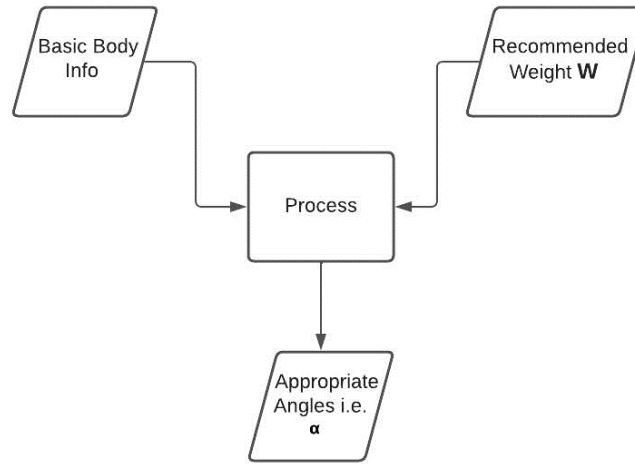 Basic Body
Info
Recommended
Weight W
Process
Appropriate
Angles i.e.
α